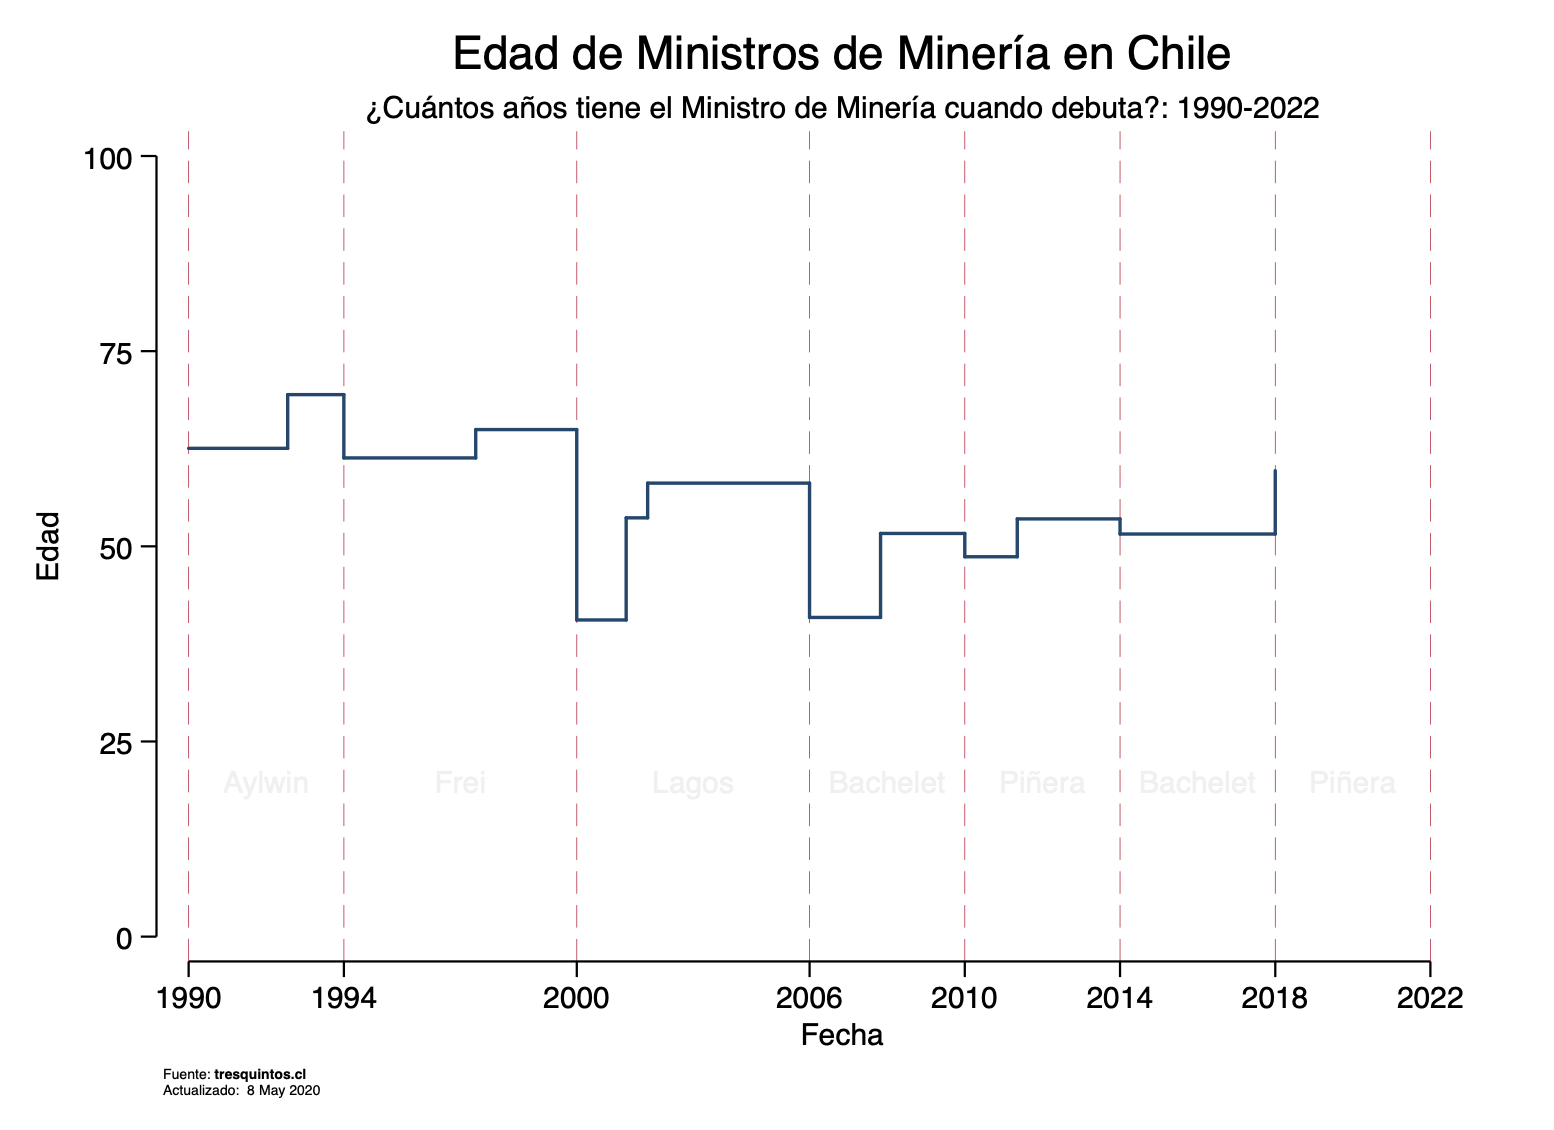 Edad de Ministros de Minería en Chile
¿Cuántos años tiene el Ministro de Minería cuando debuta?: 1990-2022
100
75
50
25
0
Edad
Aylwin Frei Lagos Bachelet Piñera Bachelet Piñera
1990 1994 2000 2006 2010 2014 2018 2022
Fecha
Fuente: tresquintos.cl
Actualizado: 8 May 2020